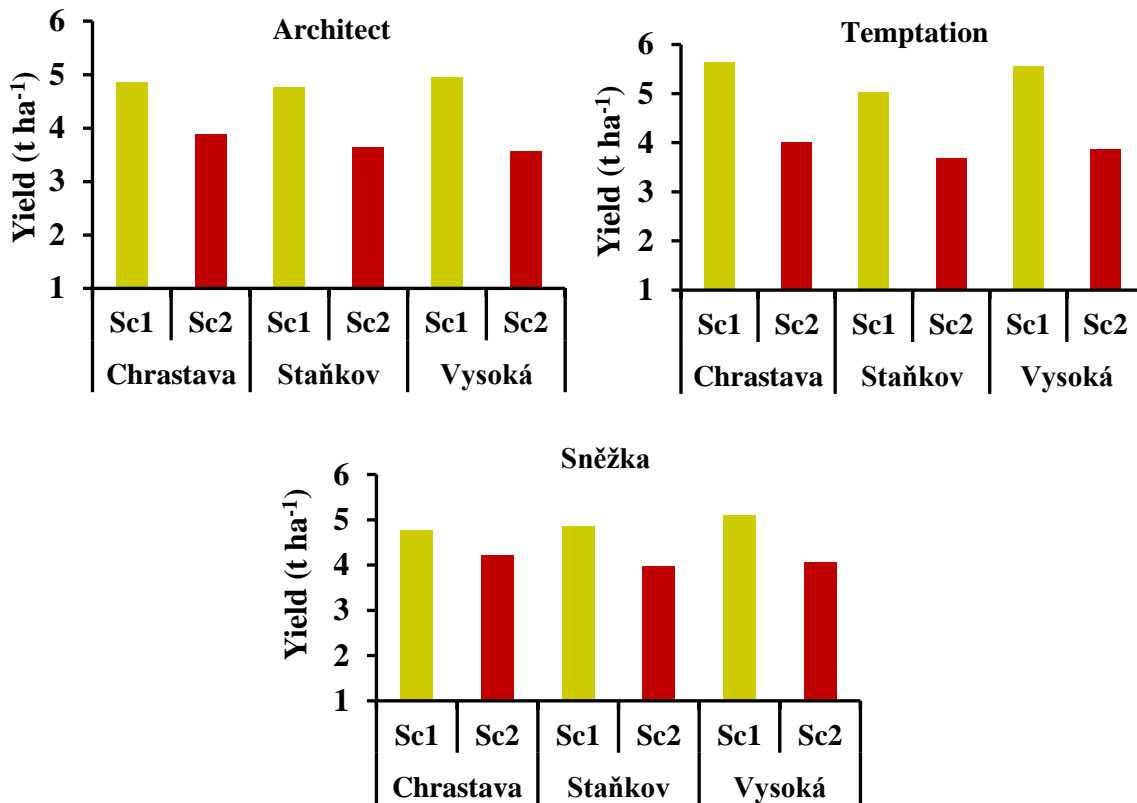 Architect
Yield (t ha-1)
6
5
4
3
2
1
Sc1 Sc2 Sc1 Sc2 Sc1 Sc2
Chrastava Staňkov Vysoká
Temptation
Yield (t ha-1)
6
5
4
3
2
1
Sc1 Sc2 Sc1 Sc2 Sc1 Sc2
Chrastava Staňkov Vysoká
Sněžka
Yield (t ha-1)
6
5
4
3
2
1
Sc1 Sc2 Sc1 Sc2 Sc1 Sc2
Chrastava Staňkov Vysoká